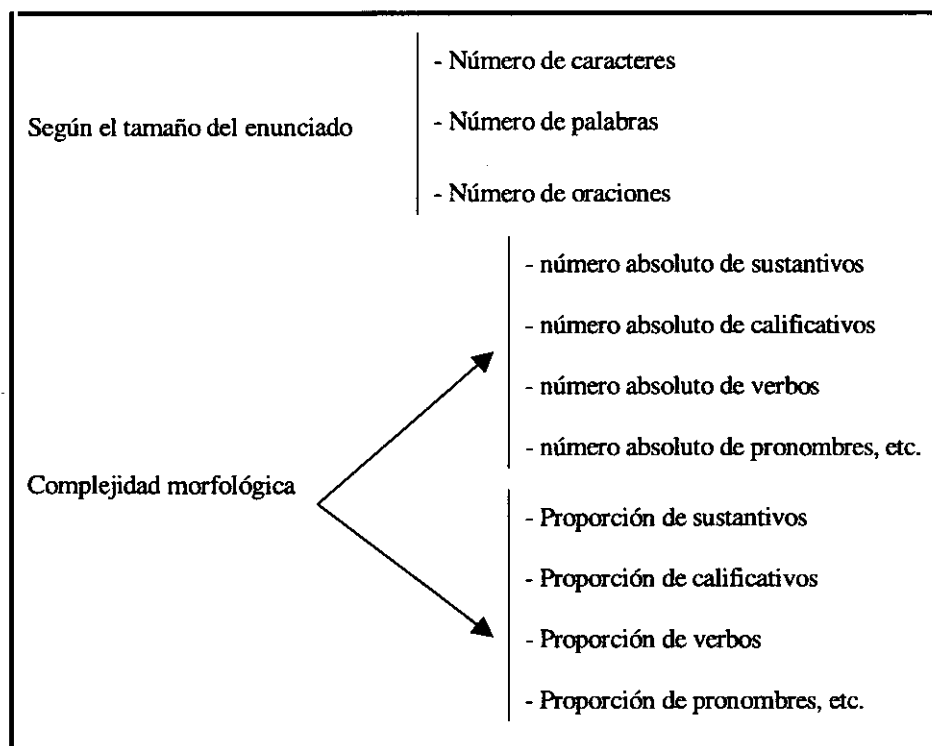 Según el tamaño del enunciado
- Número de caracteres
- Número de palabras
- Número de oraciones
Complejidad morfológica
- número absoluto de sustantivos
- número absoluto de calificativos
- número absoluto de verbos
- número absoluto de pronombres, etc.
- Proporción de sustantivos
- Proporción de calificativos
- Proporción de verbos
- Proporción de pronombres, etc.